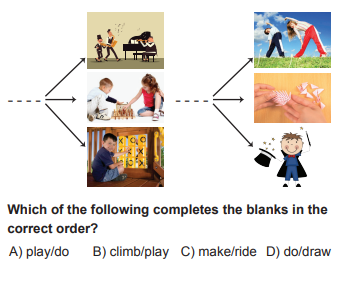 Which of the following completes the blanks in the
correct order?
A) play/do B) climb/play C) make/ride D) do/draw